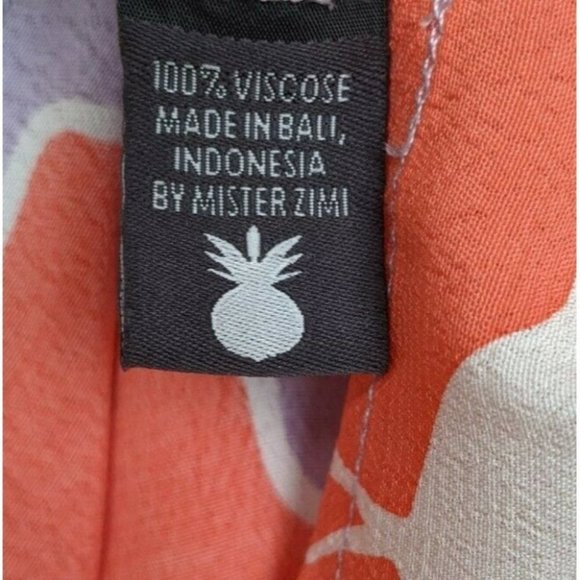 100% VISCOSE
MADE IN BALI,
INDONESIA
BY MISTER ZIMI